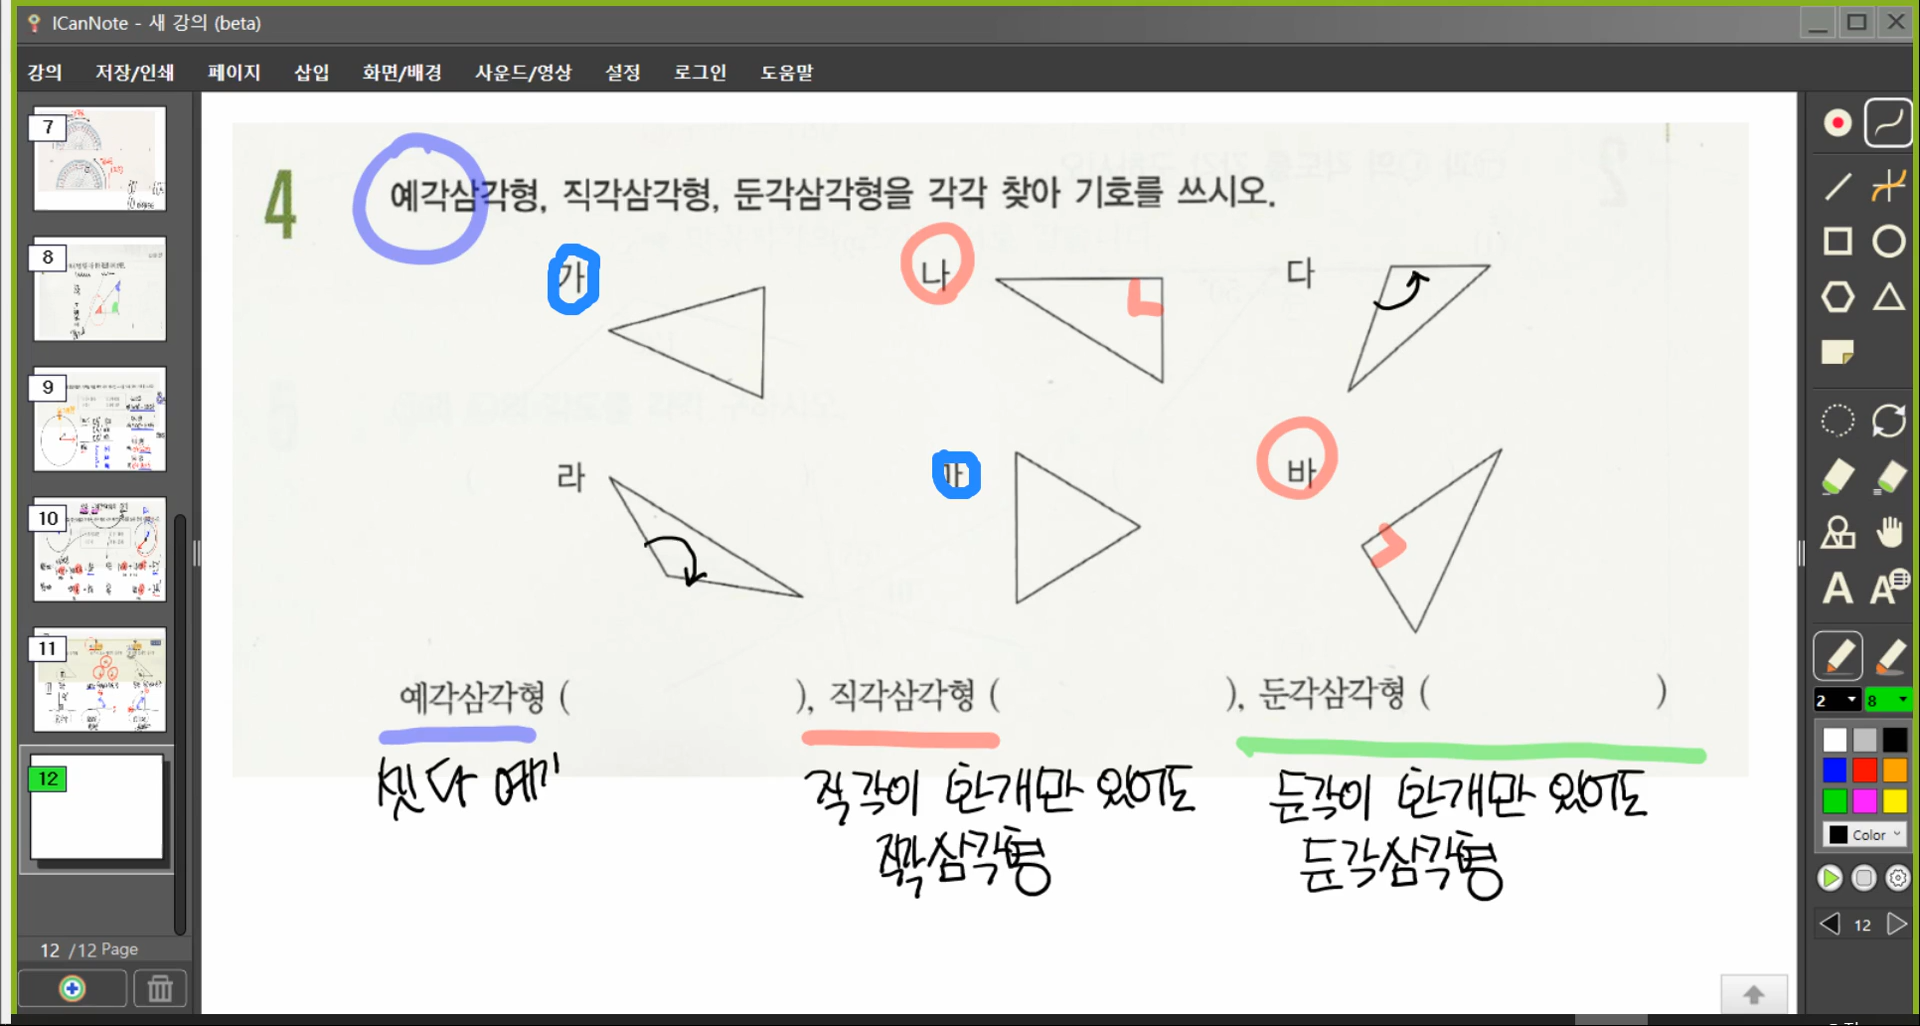 ICanNote - 새 강의 (beta)
강의 저장/인쇄 페이지 삽입 화면/배경 사운드/영상 설정 로그인 도움말
7
8
9
10
11
12
12 /12 Page
4 예각삼각형, 직각삼각형, 둔각삼각형을 각각 찾아 기호를 쓰시오.
가 나 다
라 마 바
예각삼각형 ( ), 직각삼각형 ( ), 둔각삼각형 ( )
셋 다 예각
직각이 한개만 있어도
직각삼각형
둔각이 한개만 있어도
둔각삼각형
A A
2 8
Color
12